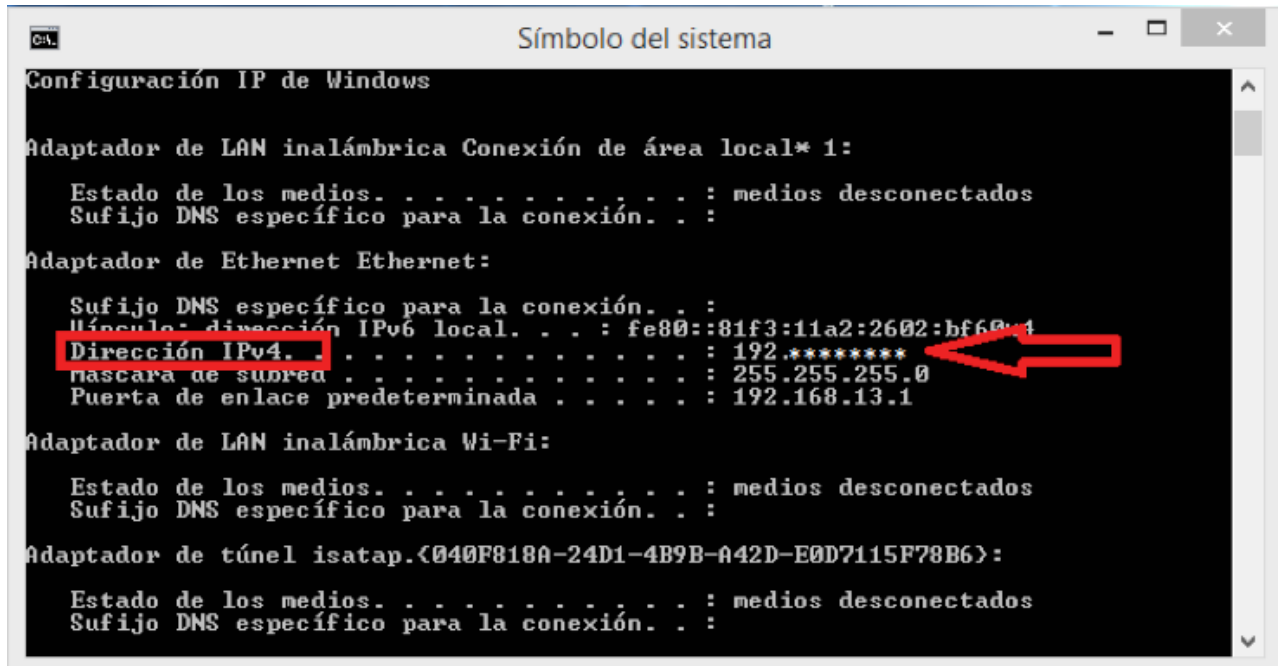 Símbolo del sistema
Configuración IP de Windows
Adaptador de LAN inalámbrica Conexión de área local* 1:
Estado de los medios. . . . . . . . . . . : medios desconectados
Sufijo DNS específico para la conexión. . :
Adaptador de Ethernet Ethernet:
Sufijo DNS específico para la conexión. . :
Vínculo: dirección IPv6 local. . . : fe80::81f3:11a2:2602:bf60%4
Dirección IPv4. . . . . . . . . . . . . . : 192.********
Máscara de subred . . . . . . . . . . . . : 255.255.255.0
Puerta de enlace predeterminada . . . . . : 192.168.13.1
Adaptador de LAN inalámbrica Wi-Fi:
Estado de los medios. . . . . . . . . . . : medios desconectados
Sufijo DNS específico para la conexión. . :
Adaptador de túnel isatap.{040F818A-24D1-4B9B-A42D-E0D7115F78B6}:
Estado de los medios. . . . . . . . . . . : medios desconectados
Sufijo DNS específico para la conexión. . :